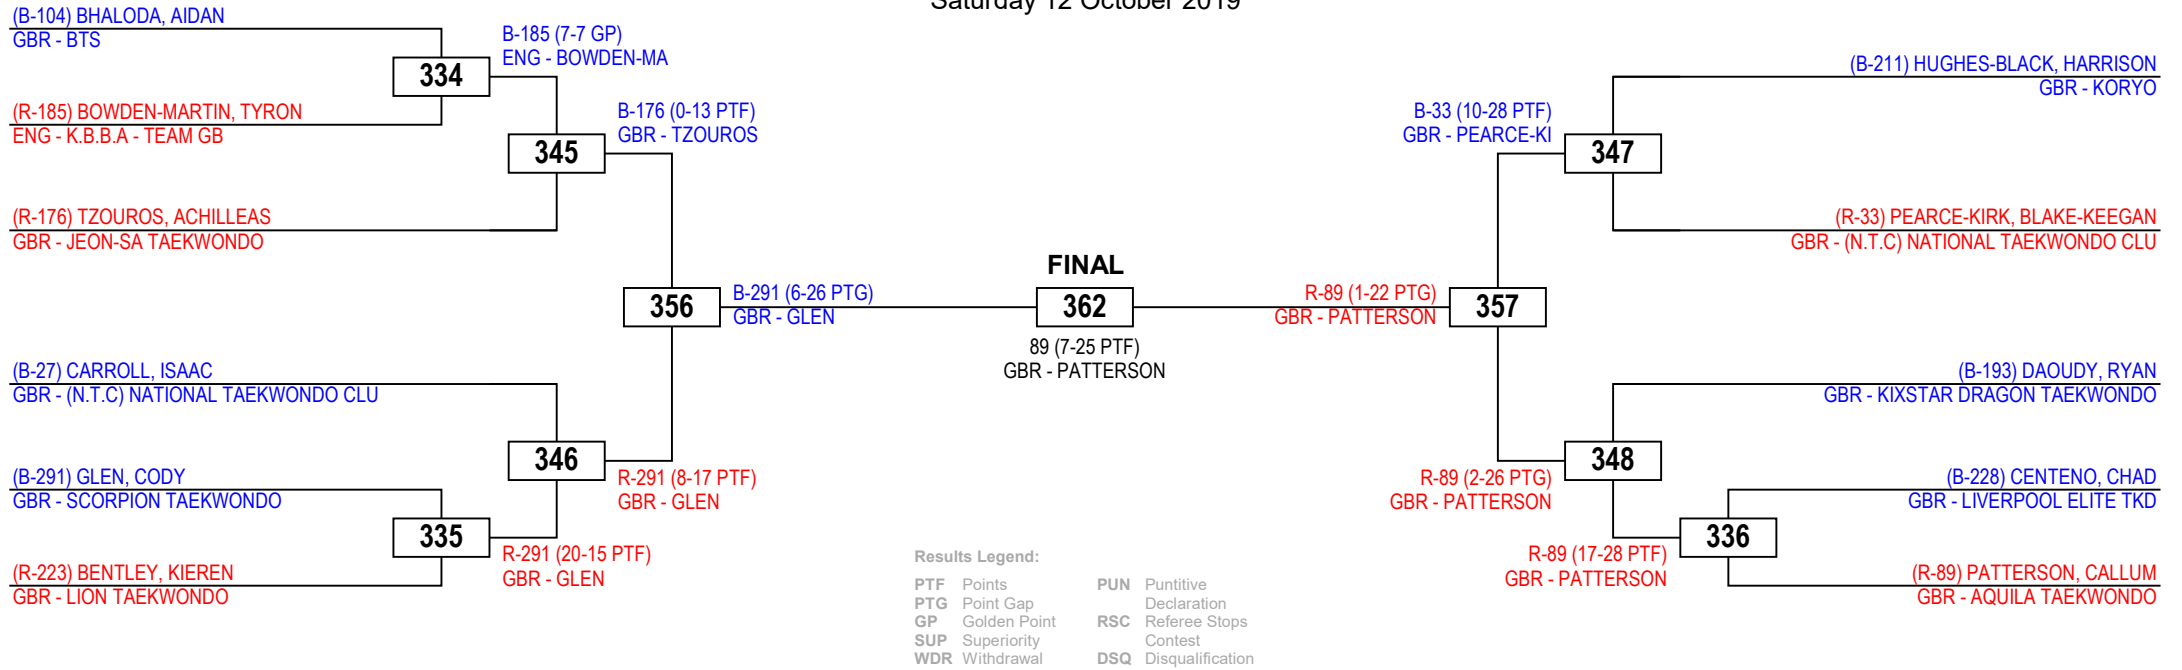 Saturday 12 October 2019
(B-104) BHALODA, AIDAN
GBR - BTS
334
(R-185) BOWDEN-MARTIN, TYRON
ENG - K.B.B.A - TEAM GB
B-185 (7-7 GP)
ENG - BOWDEN-MA
345
(R-176) TZOUROS, ACHILLEAS
GBR - JEON-SA TAEKWONDO
B-176 (0-13 PTF)
GBR - TZOUROS
356
(B-27) CARROLL, ISAAC
GBR - (N.T.C) NATIONAL TAEKWONDO CLU
346
(B-291) GLEN, CODY
GBR - SCORPION TAEKWONDO
335
(R-223) BENTLEY, KIEREN
GBR - LION TAEKWONDO
R-291 (20-15 PTF)
GBR - GLEN
R-291 (8-17 PTF)
GBR - GLEN
B-291 (6-26 PTG)
GBR - GLEN
FINAL
362
89 (7-25 PTF)
GBR - PATTERSON
R-89 (1-22 PTG)
GBR - PATTERSON
357
B-33 (10-28 PTF)
GBR - PEARCE-KI
347
(B-211) HUGHES-BLACK, HARRISON
GBR - KORYO
(R-33) PEARCE-KIRK, BLAKE-KEEGAN
GBR - (N.T.C) NATIONAL TAEKWONDO CLU
(B-193) DAOUDY, RYAN
GBR - KIXSTAR DRAGON TAEKWONDO
348
R-89 (2-26 PTG)
GBR - PATTERSON
(B-228) CENTENO, CHAD
GBR - LIVERPOOL ELITE TKD
336
R-89 (17-28 PTF)
GBR - PATTERSON
(R-89) PATTERSON, CALLUM
GBR - AQUILA TAEKWONDO
Results Legend:
PTF Points
PTG Point Gap
GP Golden Point
SUP Superiority
WDR Withdrawal
PUN Puntitive
Declaration
RSC Referee Stops
Contest
DSQ Disqualification